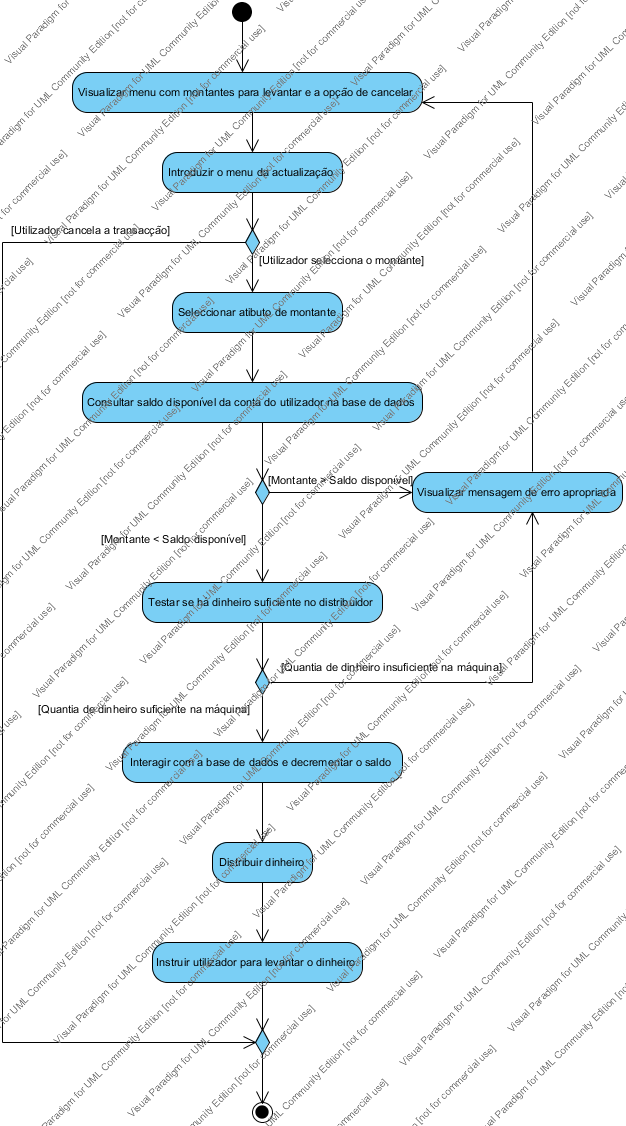 Visualizar menu com montantes para levantar e a opção de cancelar
Introduzir o menu da actualização
[Utilizador cancela a transacção]
[Utilizador selecciona o montante]
Seleccionar atibuto de montante
Consultar saldo disponível da conta do utilizador na base de dados
[Montante > Saldo disponível]
Visualizar mensagem de erro apropriada
[Montante < Saldo disponível]
Testar se há dinheiro suficiente no distribuidor
[Quantia de dinheiro insuficiente na máquina]
[Quantia de dinheiro suficiente na máquina]
Interagir com a base de dados e decrementar o saldo
Distribuir dinheiro
Instruir utilizador para levantar o dinheiro
Visual Paradigm for UML Community Edition [not for commercial use]